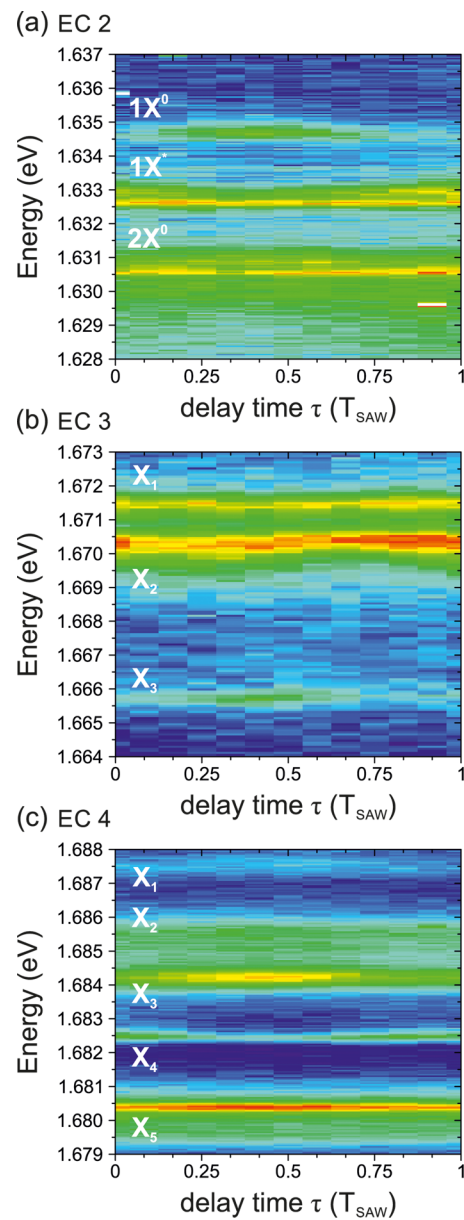 (a) EC 2
1.637
1.636
1.635
1.634
1.633
1.632
1.631
1.630
1.629
1.628
Energy (eV)
1X⁰
1X*
2X⁰
0 0.25 0.5 0.75 1
delay time τ (T_SAW)
(b) EC 3
1.673
1.672
1.671
1.670
1.669
1.668
1.667
1.666
1.665
1.664
Energy (eV)
X₁
X₂
X₃
0 0.25 0.5 0.75 1
delay time τ (T_SAW)
(c) EC 4
1.688
1.687
1.686
1.685
1.684
1.683
1.682
1.681
1.680
1.679
Energy (eV)
X₁
X₂
X₃
X₄
X₅
0 0.25 0.5 0.75 1
delay time τ (T_SAW)